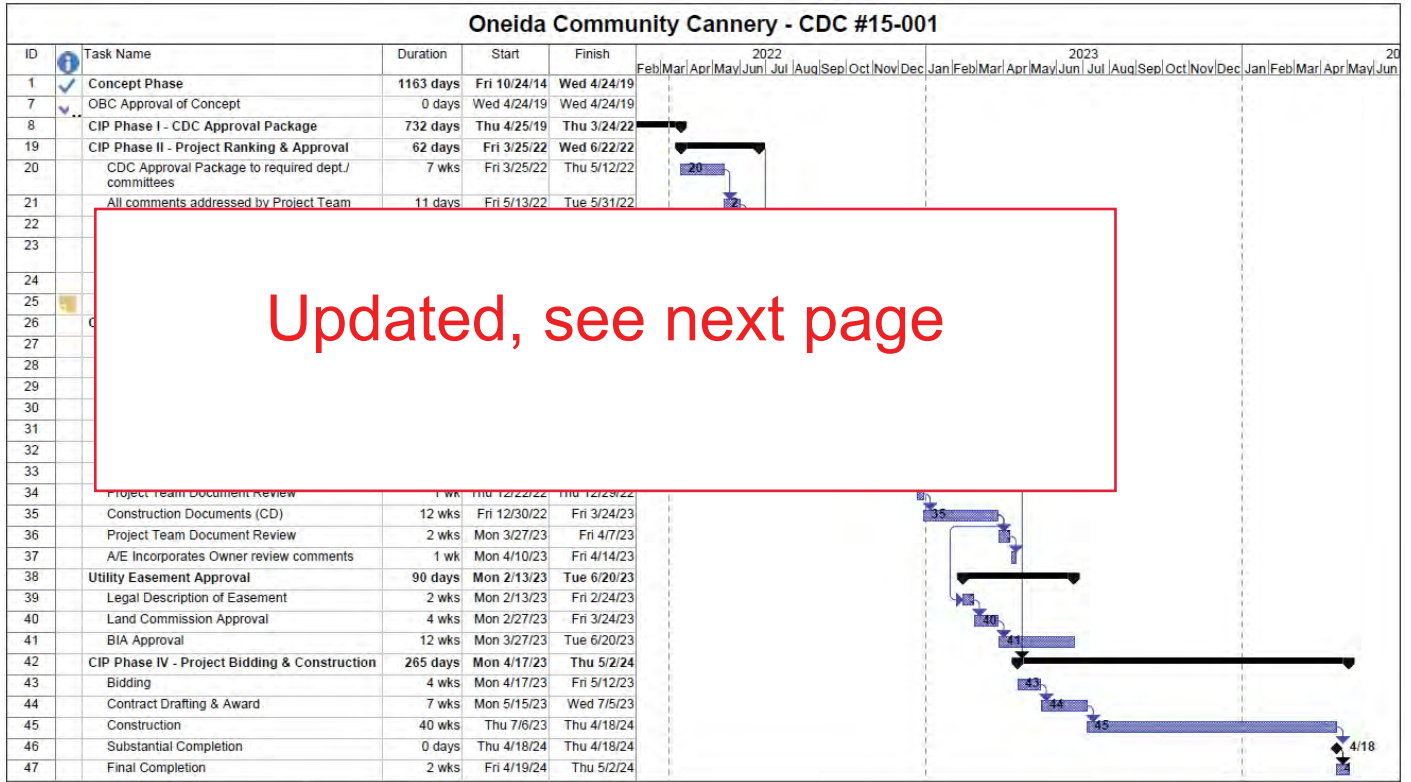 Oneida Community Cannery - CDC #15-001
ID Task Name Duration Start Finish 2022 2023 20
Feb Mar Apr May Jun Jul Aug Sep Oct Nov Dec Jan Feb Mar Apr May Jun Jul Aug Sep Oct Nov Dec Jan Feb Mar Apr May Jun
1 Concept Phase 1163 days Fri 10/24/14 Wed 4/24/19
7 OBC Approval of Concept 0 days Wed 4/24/19 Wed 4/24/19
8 CIP Phase I - CDC Approval Package 732 days Thu 4/25/19 Thu 3/24/22
19 CIP Phase II - Project Ranking & Approval 62 days Fri 3/25/22 Wed 6/22/22
20 CDC Approval Package to required dept./ 7 wks Fri 3/25/22 Thu 5/12/22 20
committees
21 All comments addressed by Project Team 11 days Fri 5/13/22 Tue 5/31/22 2
22
23
24
25
Updated, see next page
26
27
28
29
30
31
32
33
34 Project Team Document Review 1 wk Thu 12/22/22 Thu 12/29/22
35 Construction Documents (CD) 12 wks Fri 12/30/22 Fri 3/24/23 35
36 Project Team Document Review 2 wks Mon 3/27/23 Fri 4/7/23
37 A/E Incorporates Owner review comments 1 wk Mon 4/10/23 Fri 4/14/23
38 Utility Easement Approval 90 days Mon 2/13/23 Tue 6/20/23
39 Legal Description of Easement 2 wks Mon 2/13/23 Fri 2/24/23
40 Land Commission Approval 4 wks Mon 2/27/23 Fri 3/24/23 40
41 BIA Approval 12 wks Mon 3/27/23 Tue 6/20/23 41
42 CIP Phase IV - Project Bidding & Construction 265 days Mon 4/17/23 Thu 5/2/24
43 Bidding 4 wks Mon 4/17/23 Fri 5/12/23 43
44 Contract Drafting & Award 7 wks Mon 5/15/23 Wed 7/5/23 44
45 Construction 40 wks Thu 7/6/23 Thu 4/18/24 45
46 Substantial Completion 0 days Thu 4/18/24 Thu 4/18/24 4/18
47 Final Completion 2 wks Fri 4/19/24 Thu 5/2/24 4